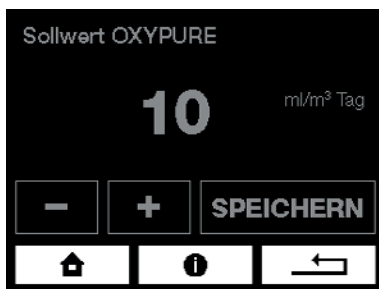 Sollwert OXYPURE
10 ml/m³ Tag
− + SPEICHERN